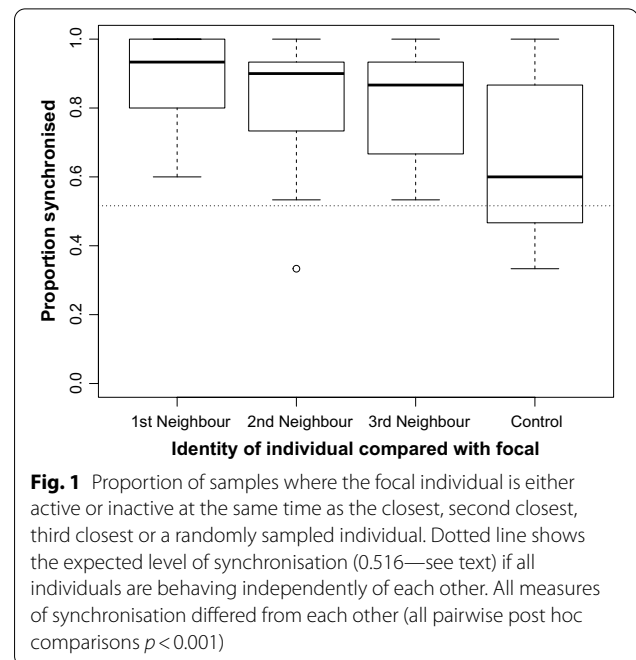 1.0
0.8
0.6
0.4
0.2
0.0
Proportion synchronised
1st Neighbour 2nd Neighbour 3rd Neighbour Control
Identity of individual compared with focal
Fig. 1 Proportion of samples where the focal individual is either
active or inactive at the same time as the closest, second closest,
third closest or a randomly sampled individual. Dotted line shows
the expected level of synchronisation (0.516—see text) if all
individuals are behaving independently of each other. All measures
of synchronisation differed from each other (all pairwise post hoc
comparisons p < 0.001)